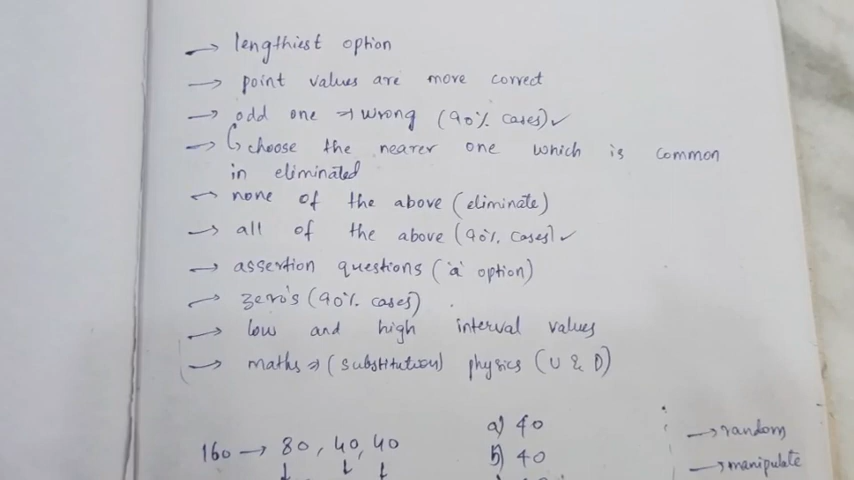 → lengthiest option
→ point values are more correct
→ odd one ⇒ wrong (90% cases) ✓
→ ↳ choose the nearer one which is common
in eliminated
→ none of the above (eliminate)
→ all of the above (90% cases) ✓
→ assertion questions ('a' option)
→ zero's (90% cases)
→ low and high interval values
→ maths ⇒ (substitution) physics (U & D)
160 → 80, 40, 40
a) 40
b) 40
→ random
→ manipulate